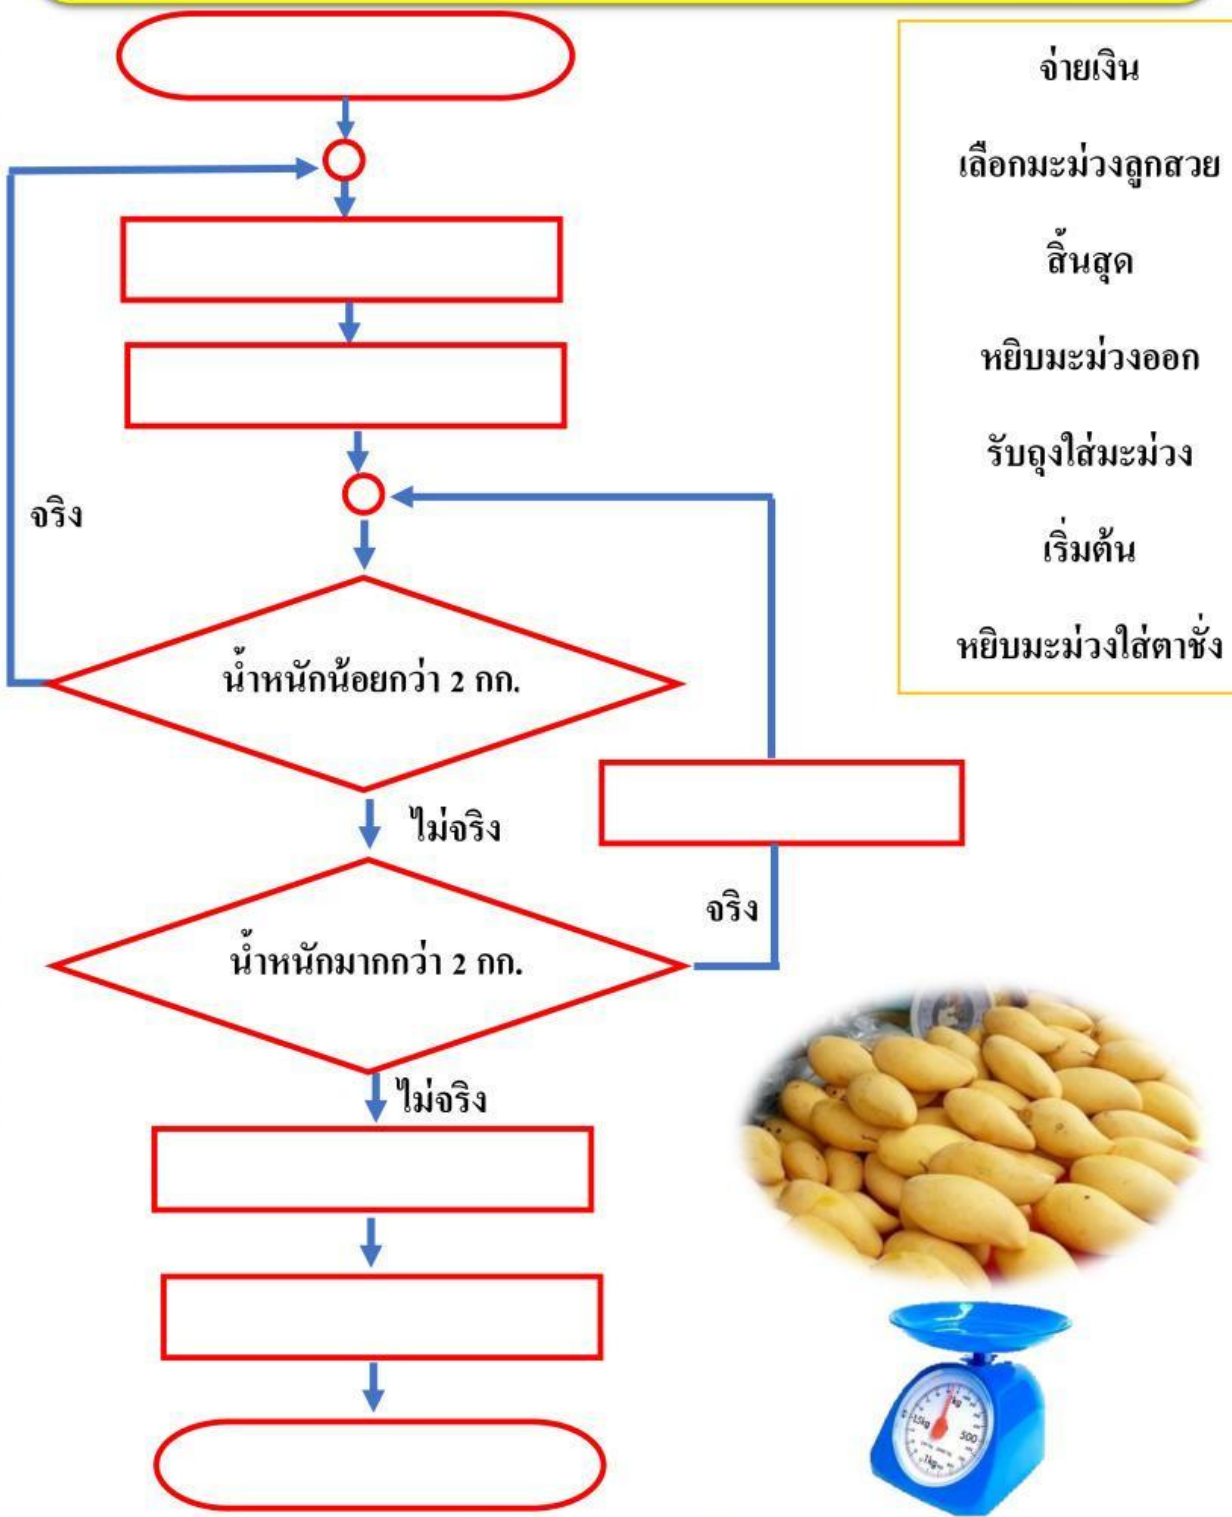 จ่ายเงิน
เลือกมะม่วงลูกสวย
สิ้นสุด
หยิบมะม่วงออก
รับถุงใส่มะม่วง
เริ่มต้น
หยิบมะม่วงใส่ตาชั่ง
จริง
น้ำหนักน้อยกว่า 2 กก.
ไม่จริง
จริง
น้ำหนักมากกว่า 2 กก.
ไม่จริง
kg
1.5kg
500
1kg